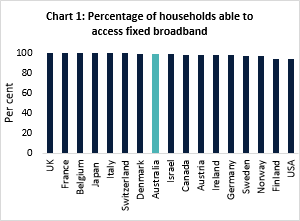 Chart 1: Percentage of households able to
access fixed broadband
Per cent
100
80
60
40
20
0
UK
France
Belgium
Japan
Italy
Switzerland
Denmark
Australia
Israel
Canada
Austria
Ireland
Germany
Sweden
Norway
Finland
USA